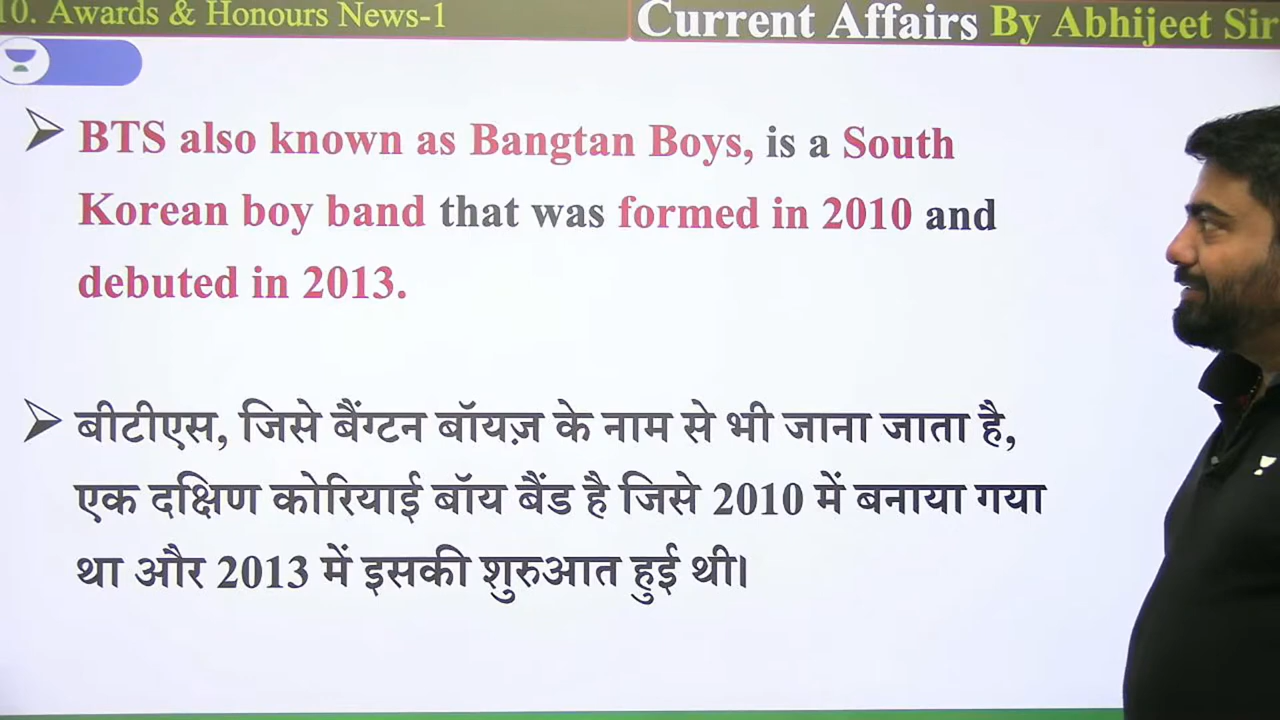 10. Awards & Honours News-1
Current Affairs By Abhijeet Sir
BTS also known as Bangtan Boys, is a South
Korean boy band that was formed in 2010 and
debuted in 2013.
बीटीएस, जिसे बैंग्टन बॉयज़ के नाम से भी जाना जाता है,
एक दक्षिण कोरियाई बॉय बैंड है जिसे 2010 में बनाया गया
था और 2013 में इसकी शुरुआत हुई थी।